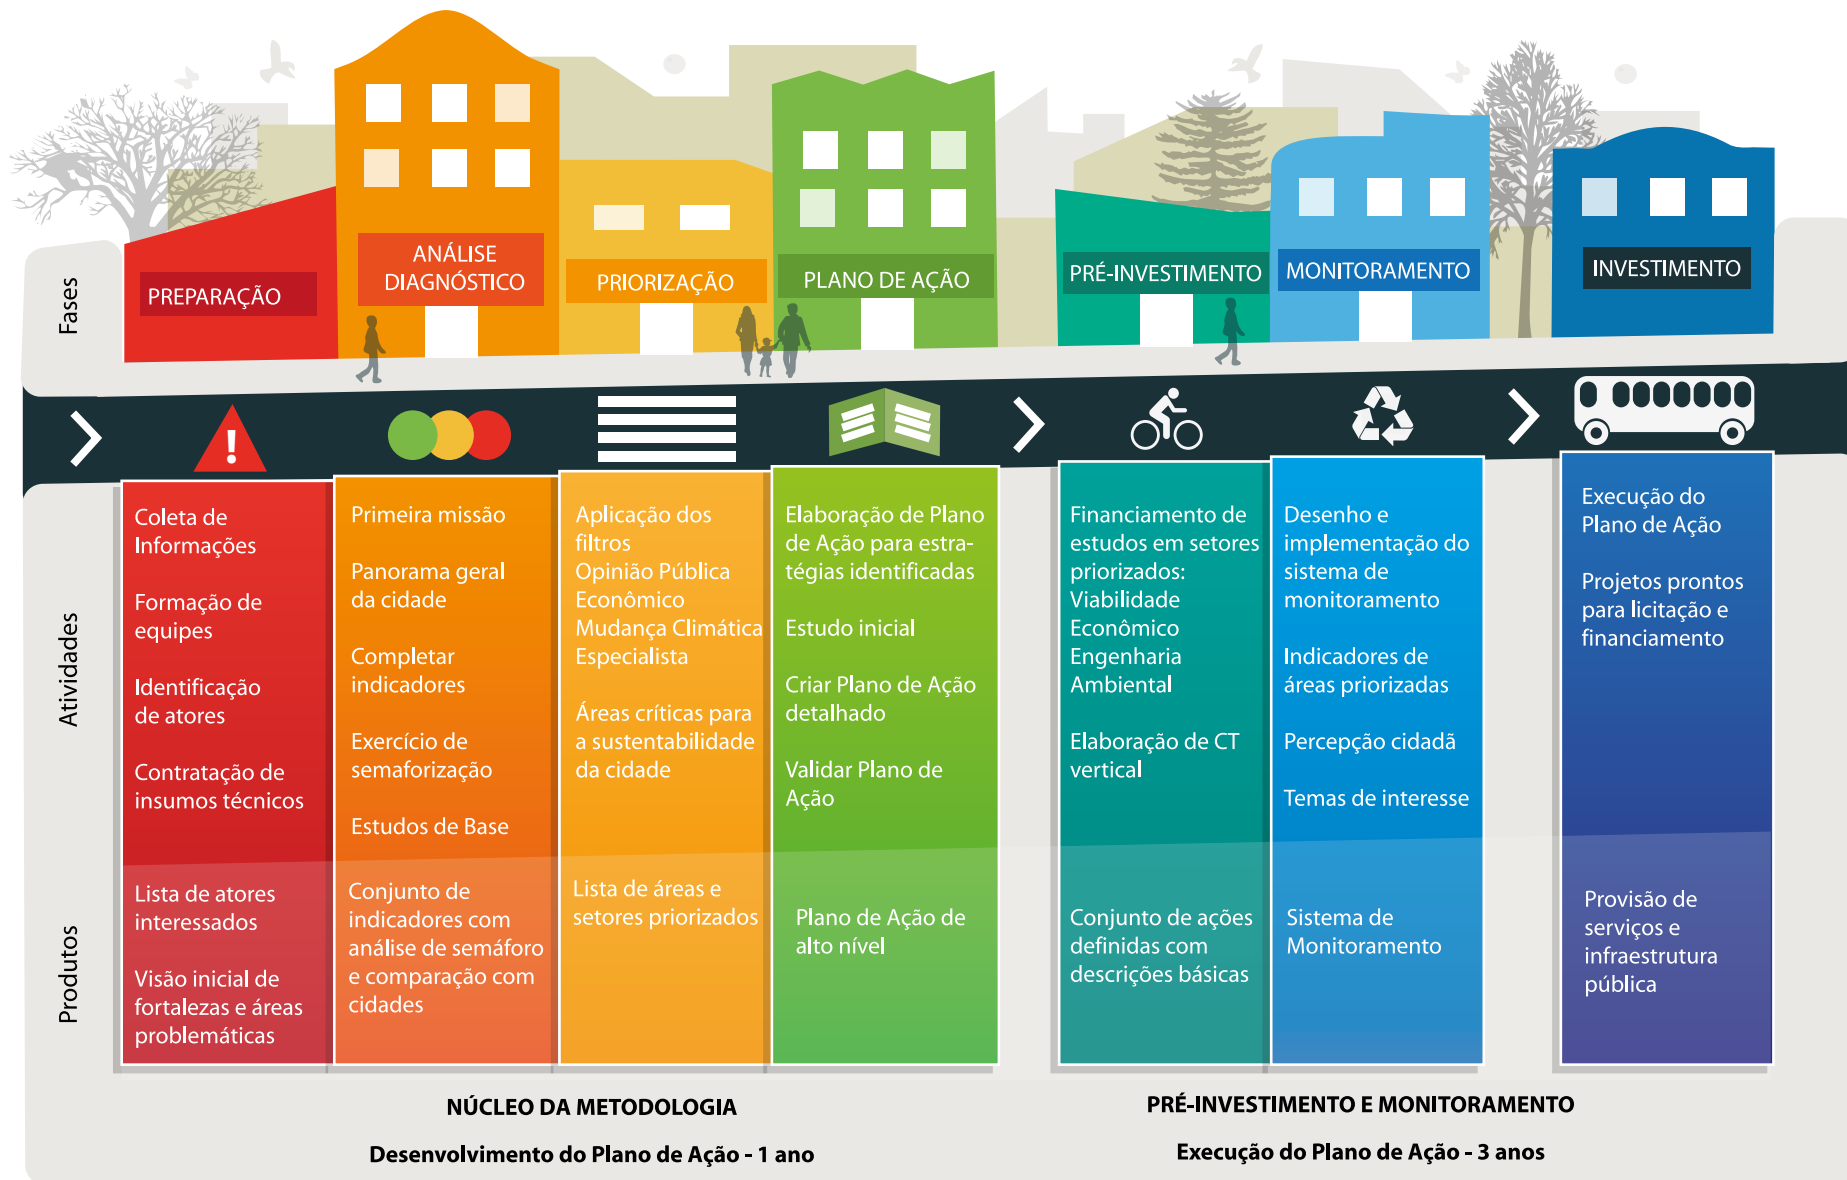 Fases
PREPARAÇÃO
ANÁLISE
DIAGNÓSTICO
PRIORIZAÇÃO
PLANO DE AÇÃO
PRÉ-INVESTIMENTO
MONITORAMENTO
INVESTIMENTO
!
Atividades
Coleta de
Informações
Formação de
equipes
Identificação
de atores
Contratação de
insumos técnicos
Primeira missão
Panorama geral
da cidade
Completar
indicadores
Exercício de
semaforização
Estudos de Base
Aplicação dos
filtros
Opinião Pública
Econômico
Mudança Climática
Especialista
Áreas críticas para
a sustentabilidade
da cidade
Elaboração de Plano
de Ação para estra-
tégias identificadas
Estudo inicial
Criar Plano de Ação
detalhado
Validar Plano de
Ação
Financiamento de
estudos em setores
priorizados:
Viabilidade
Econômico
Engenharia
Ambiental
Elaboração de CT
vertical
Desenho e
implementação do
sistema de
monitoramento
Indicadores de
áreas priorizadas
Percepção cidadã
Temas de interesse
Execução do
Plano de Ação
Projetos prontos
para licitação e
financiamento
Produtos
Lista de atores
interessados
Visão inicial de
fortalezas e áreas
problemáticas
Conjunto de
indicadores com
análise de semáforo
e comparação com
cidades
Lista de áreas e
setores priorizados
Plano de Ação de
alto nível
Conjunto de ações
definidas com
descrições básicas
Sistema de
Monitoramento
Provisão de
serviços e
infraestrutura
pública
NÚCLEO DA METODOLOGIA
Desenvolvimento do Plano de Ação - 1 ano
PRÉ-INVESTIMENTO E MONITORAMENTO
Execução do Plano de Ação - 3 anos